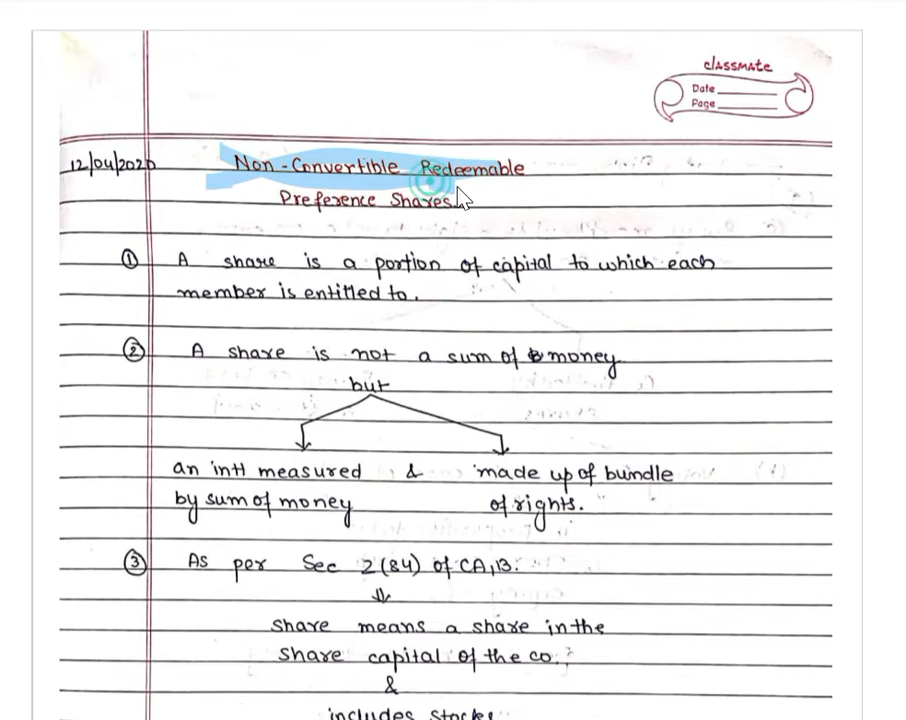 classmate
Date
Page
12/04/2020 Non-Convertible Redeemable
Preference Shares.
① A share is a portion of capital to which each
member is entitled to.
② A share is not a sum of money
but
an intt measured & made up of bundle
by sum of money of rights.
③ As per Sec 2(84) of CA,13.
⇓
Share means a share in the
share capital of the co.
&
includes stocks